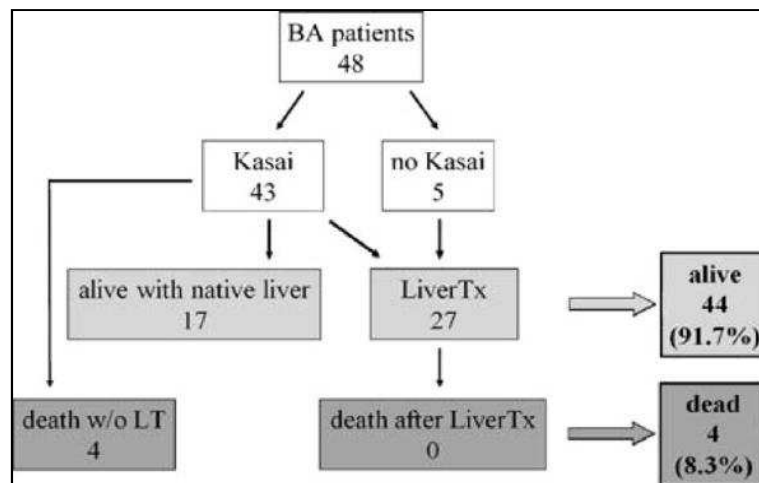 BA patients
48
Kasai
43
no Kasai
5
alive with native liver
17
LiverTx
27
alive
44
(91.7%)
death w/o LT
4
death after LiverTx
0
dead
4
(8.3%)